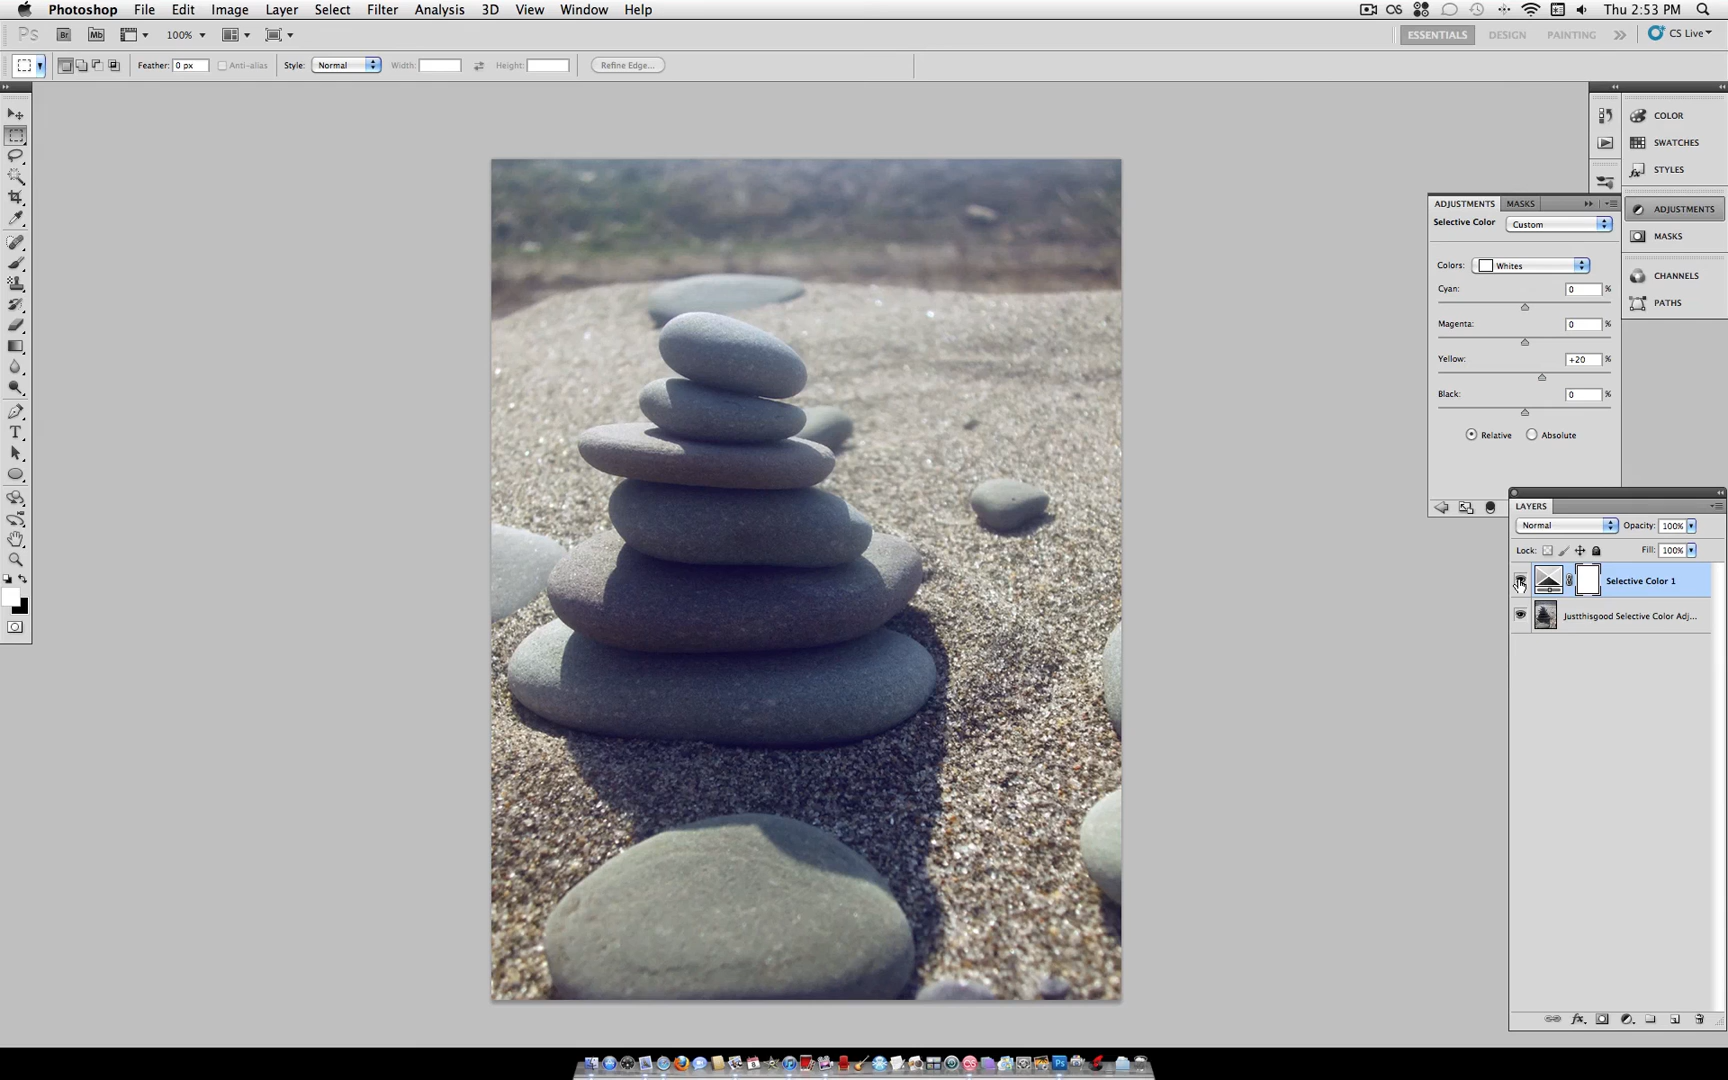 Photoshop File Edit Image Layer Select Filter Analysis 3D View Window Help Thu 2:53 PM
Ps Br Mb 100% ESSENTIALS DESIGN PAINTING CS Live
Feather: 0 px Anti-alias Style: Normal Width: Height: Refine Edge...
COLOR
SWATCHES
STYLES
ADJUSTMENTS
MASKS
CHANNELS
PATHS
ADJUSTMENTS MASKS
Selective Color Custom
Colors: Whites
Cyan: 0 %
Magenta: 0 %
Yellow: +20 %
Black: 0 %
Relative Absolute
LAYERS
Normal Opacity: 100%
Lock: Fill: 100%
Selective Color 1
Justthisgood Selective Color Adj...